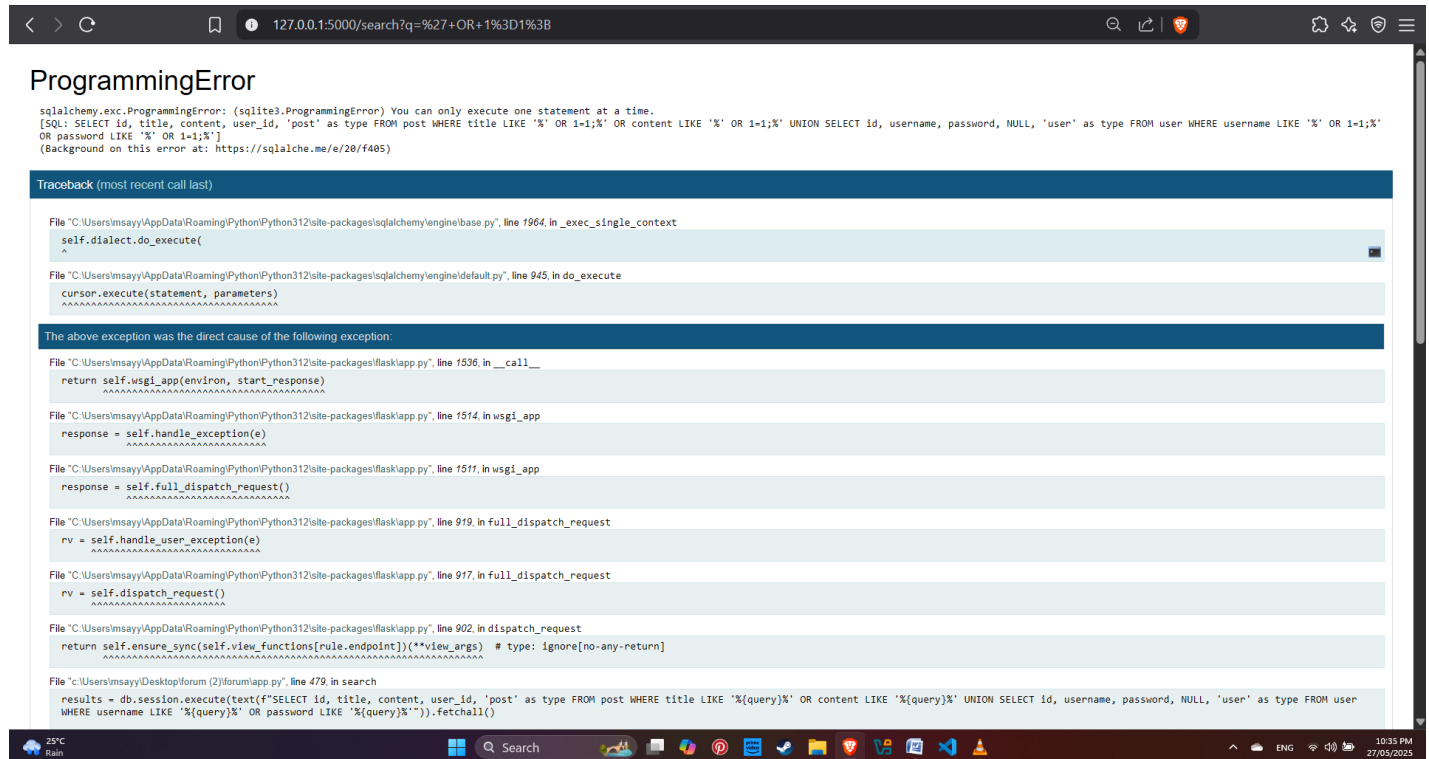 127.0.0.1:5000/search?q=%27+OR+1%3D1%3B
ProgrammingError
sqlalchemy.exc.ProgrammingError: (sqlite3.ProgrammingError) You can only execute one statement at a time.
[SQL: SELECT id, title, content, user_id, 'post' as type FROM post WHERE title LIKE '%' OR 1=1;%' OR content LIKE '%' OR 1=1;%' UNION SELECT id, username, password, NULL, 'user' as type FROM user WHERE username LIKE '%' OR 1=1;%'
OR password LIKE '%' OR 1=1;%']
(Background on this error at: https://sqlalche.me/e/20/f405)
Traceback (most recent call last)
File "C:\Users\msayy\AppData\Roaming\Python\Python312\site-packages\sqlalchemy\engine\base.py", line 1964, in _exec_single_context
self.dialect.do_execute(
^
File "C:\Users\msayy\AppData\Roaming\Python\Python312\site-packages\sqlalchemy\engine\default.py", line 945, in do_execute
cursor.execute(statement, parameters)
^^^^^^^^^^^^^^^^^^^^^^^^^^^^^^^^^^^^^
The above exception was the direct cause of the following exception:
File "C:\Users\msayy\AppData\Roaming\Python\Python312\site-packages\flask\app.py", line 1536, in __call__
return self.wsgi_app(environ, start_response)
^^^^^^^^^^^^^^^^^^^^^^^^^^^^^^^^^^^^^^
File "C:\Users\msayy\AppData\Roaming\Python\Python312\site-packages\flask\app.py", line 1514, in wsgi_app
response = self.handle_exception(e)
^^^^^^^^^^^^^^^^^^^^^^^^
File "C:\Users\msayy\AppData\Roaming\Python\Python312\site-packages\flask\app.py", line 1511, in wsgi_app
response = self.full_dispatch_request()
^^^^^^^^^^^^^^^^^^^^^^^^^^^^
File "C:\Users\msayy\AppData\Roaming\Python\Python312\site-packages\flask\app.py", line 919, in full_dispatch_request
rv = self.handle_user_exception(e)
^^^^^^^^^^^^^^^^^^^^^^^^^^^^^
File "C:\Users\msayy\AppData\Roaming\Python\Python312\site-packages\flask\app.py", line 917, in full_dispatch_request
rv = self.dispatch_request()
^^^^^^^^^^^^^^^^^^^^^^^
File "C:\Users\msayy\AppData\Roaming\Python\Python312\site-packages\flask\app.py", line 902, in dispatch_request
return self.ensure_sync(self.view_functions[rule.endpoint])(**view_args)  # type: ignore[no-any-return]
^^^^^^^^^^^^^^^^^^^^^^^^^^^^^^^^^^^^^^^^^^^^^^^^^^^^^^^^^^^^^^^^^
File "c:\Users\msayy\Desktop\forum (2)\forum\app.py", line 479, in search
results = db.session.execute(text(f"SELECT id, title, content, user_id, 'post' as type FROM post WHERE title LIKE '%{query}%' OR content LIKE '%{query}%' UNION SELECT id, username, password, NULL, 'user' as type FROM user
WHERE username LIKE '%{query}%' OR password LIKE '%{query}%'")).fetchall()
25°C
Rain
Search
ENG
10:35 PM
27/05/2025